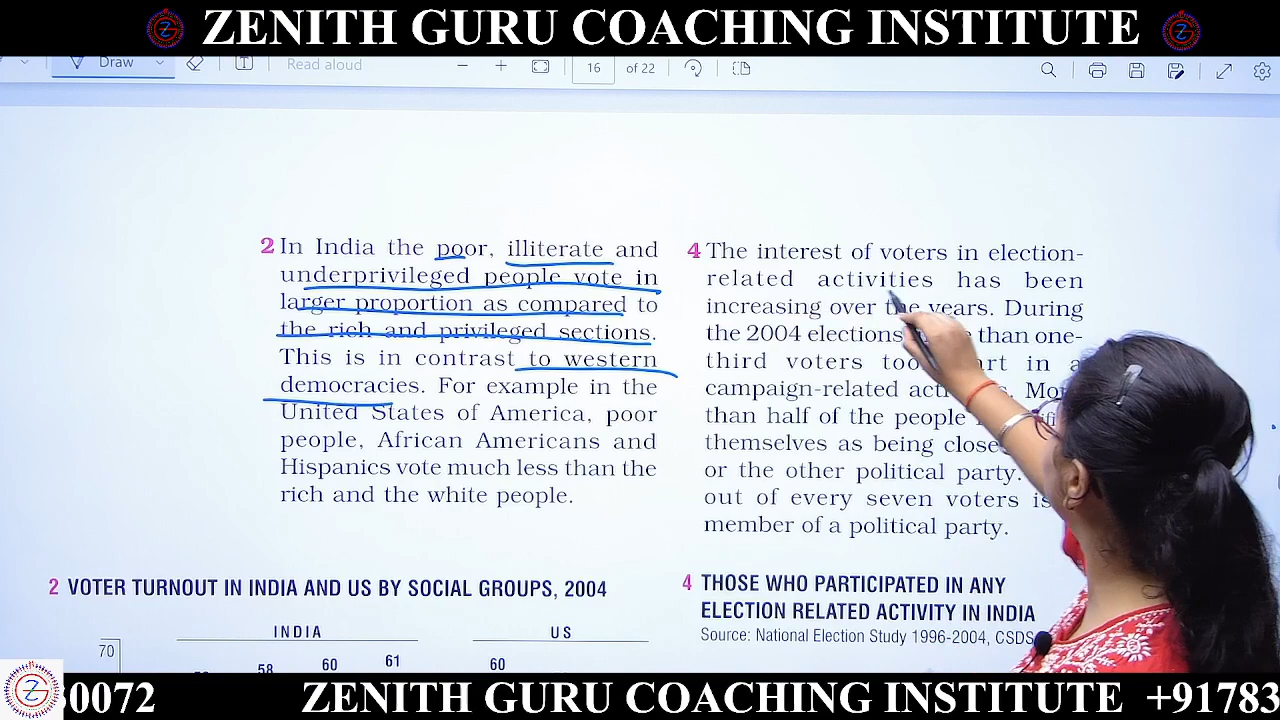 ZENITH GURU COACHING INSTITUTE
Draw
Read aloud
16
of 22
2 In India the poor, illiterate and
underprivileged people vote in
larger proportion as compared to
the rich and privileged sections.
This is in contrast to western
democracies. For example in the
United States of America, poor
people, African Americans and
Hispanics vote much less than the
rich and the white people.
4 The interest of voters in election-
related activities has been
increasing over the years. During
the 2004 elections than one-
third voters in a
campaign-related
than half of the people
themselves as being
or the other political party.
out of every seven voters is
member of a political party.
2 VOTER TURNOUT IN INDIA AND US BY SOCIAL GROUPS, 2004
INDIA
US
70
58
60
61
60
4 THOSE WHO PARTICIPATED IN ANY
ELECTION RELATED ACTIVITY IN INDIA
Source: National Election Study 1996-2004, CSDS
0072
ZENITH GURU COACHING INSTITUTE +91783